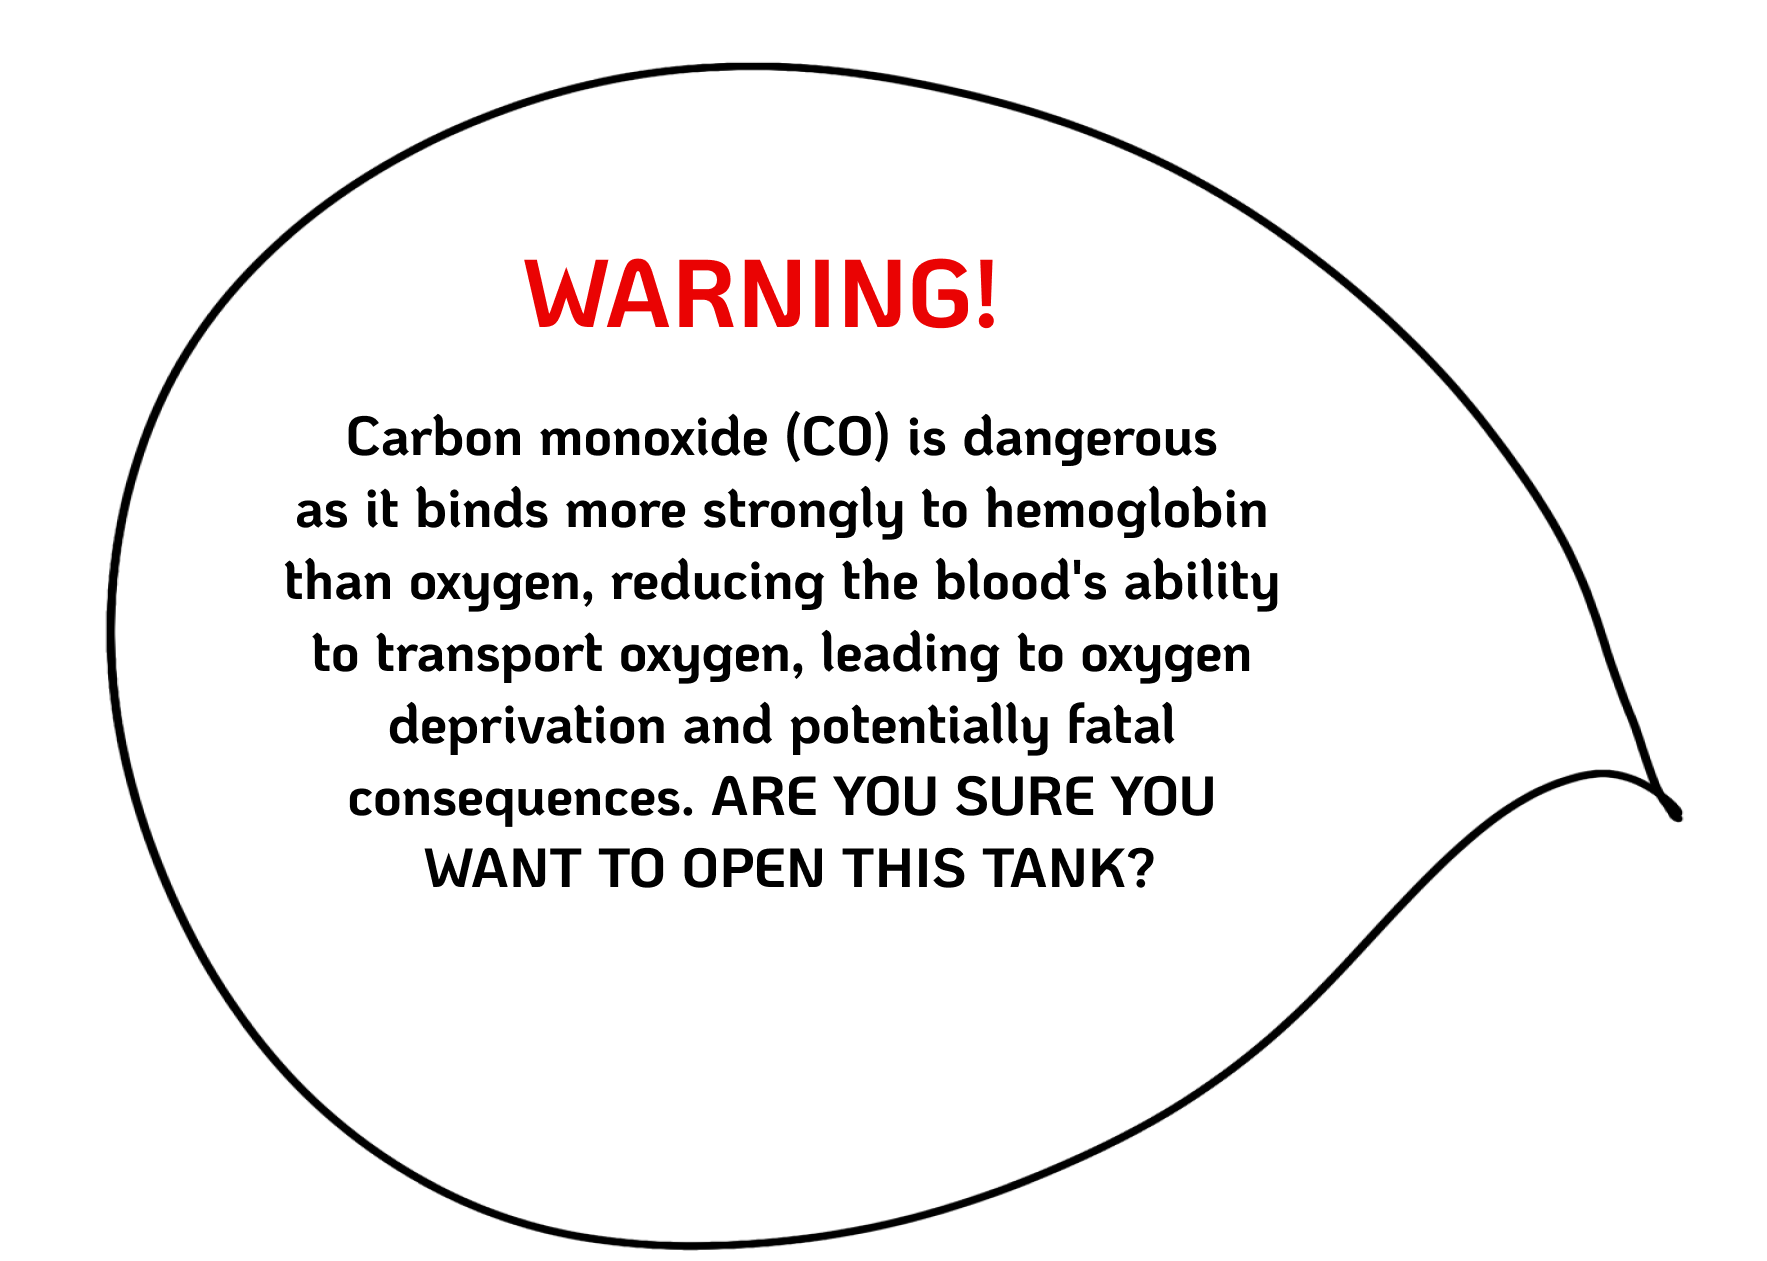 WARNING!
Carbon monoxide (CO) is dangerous
as it binds more strongly to hemoglobin
than oxygen, reducing the blood's ability
to transport oxygen, leading to oxygen
deprivation and potentially fatal
consequences. ARE YOU SURE YOU
WANT TO OPEN THIS TANK?